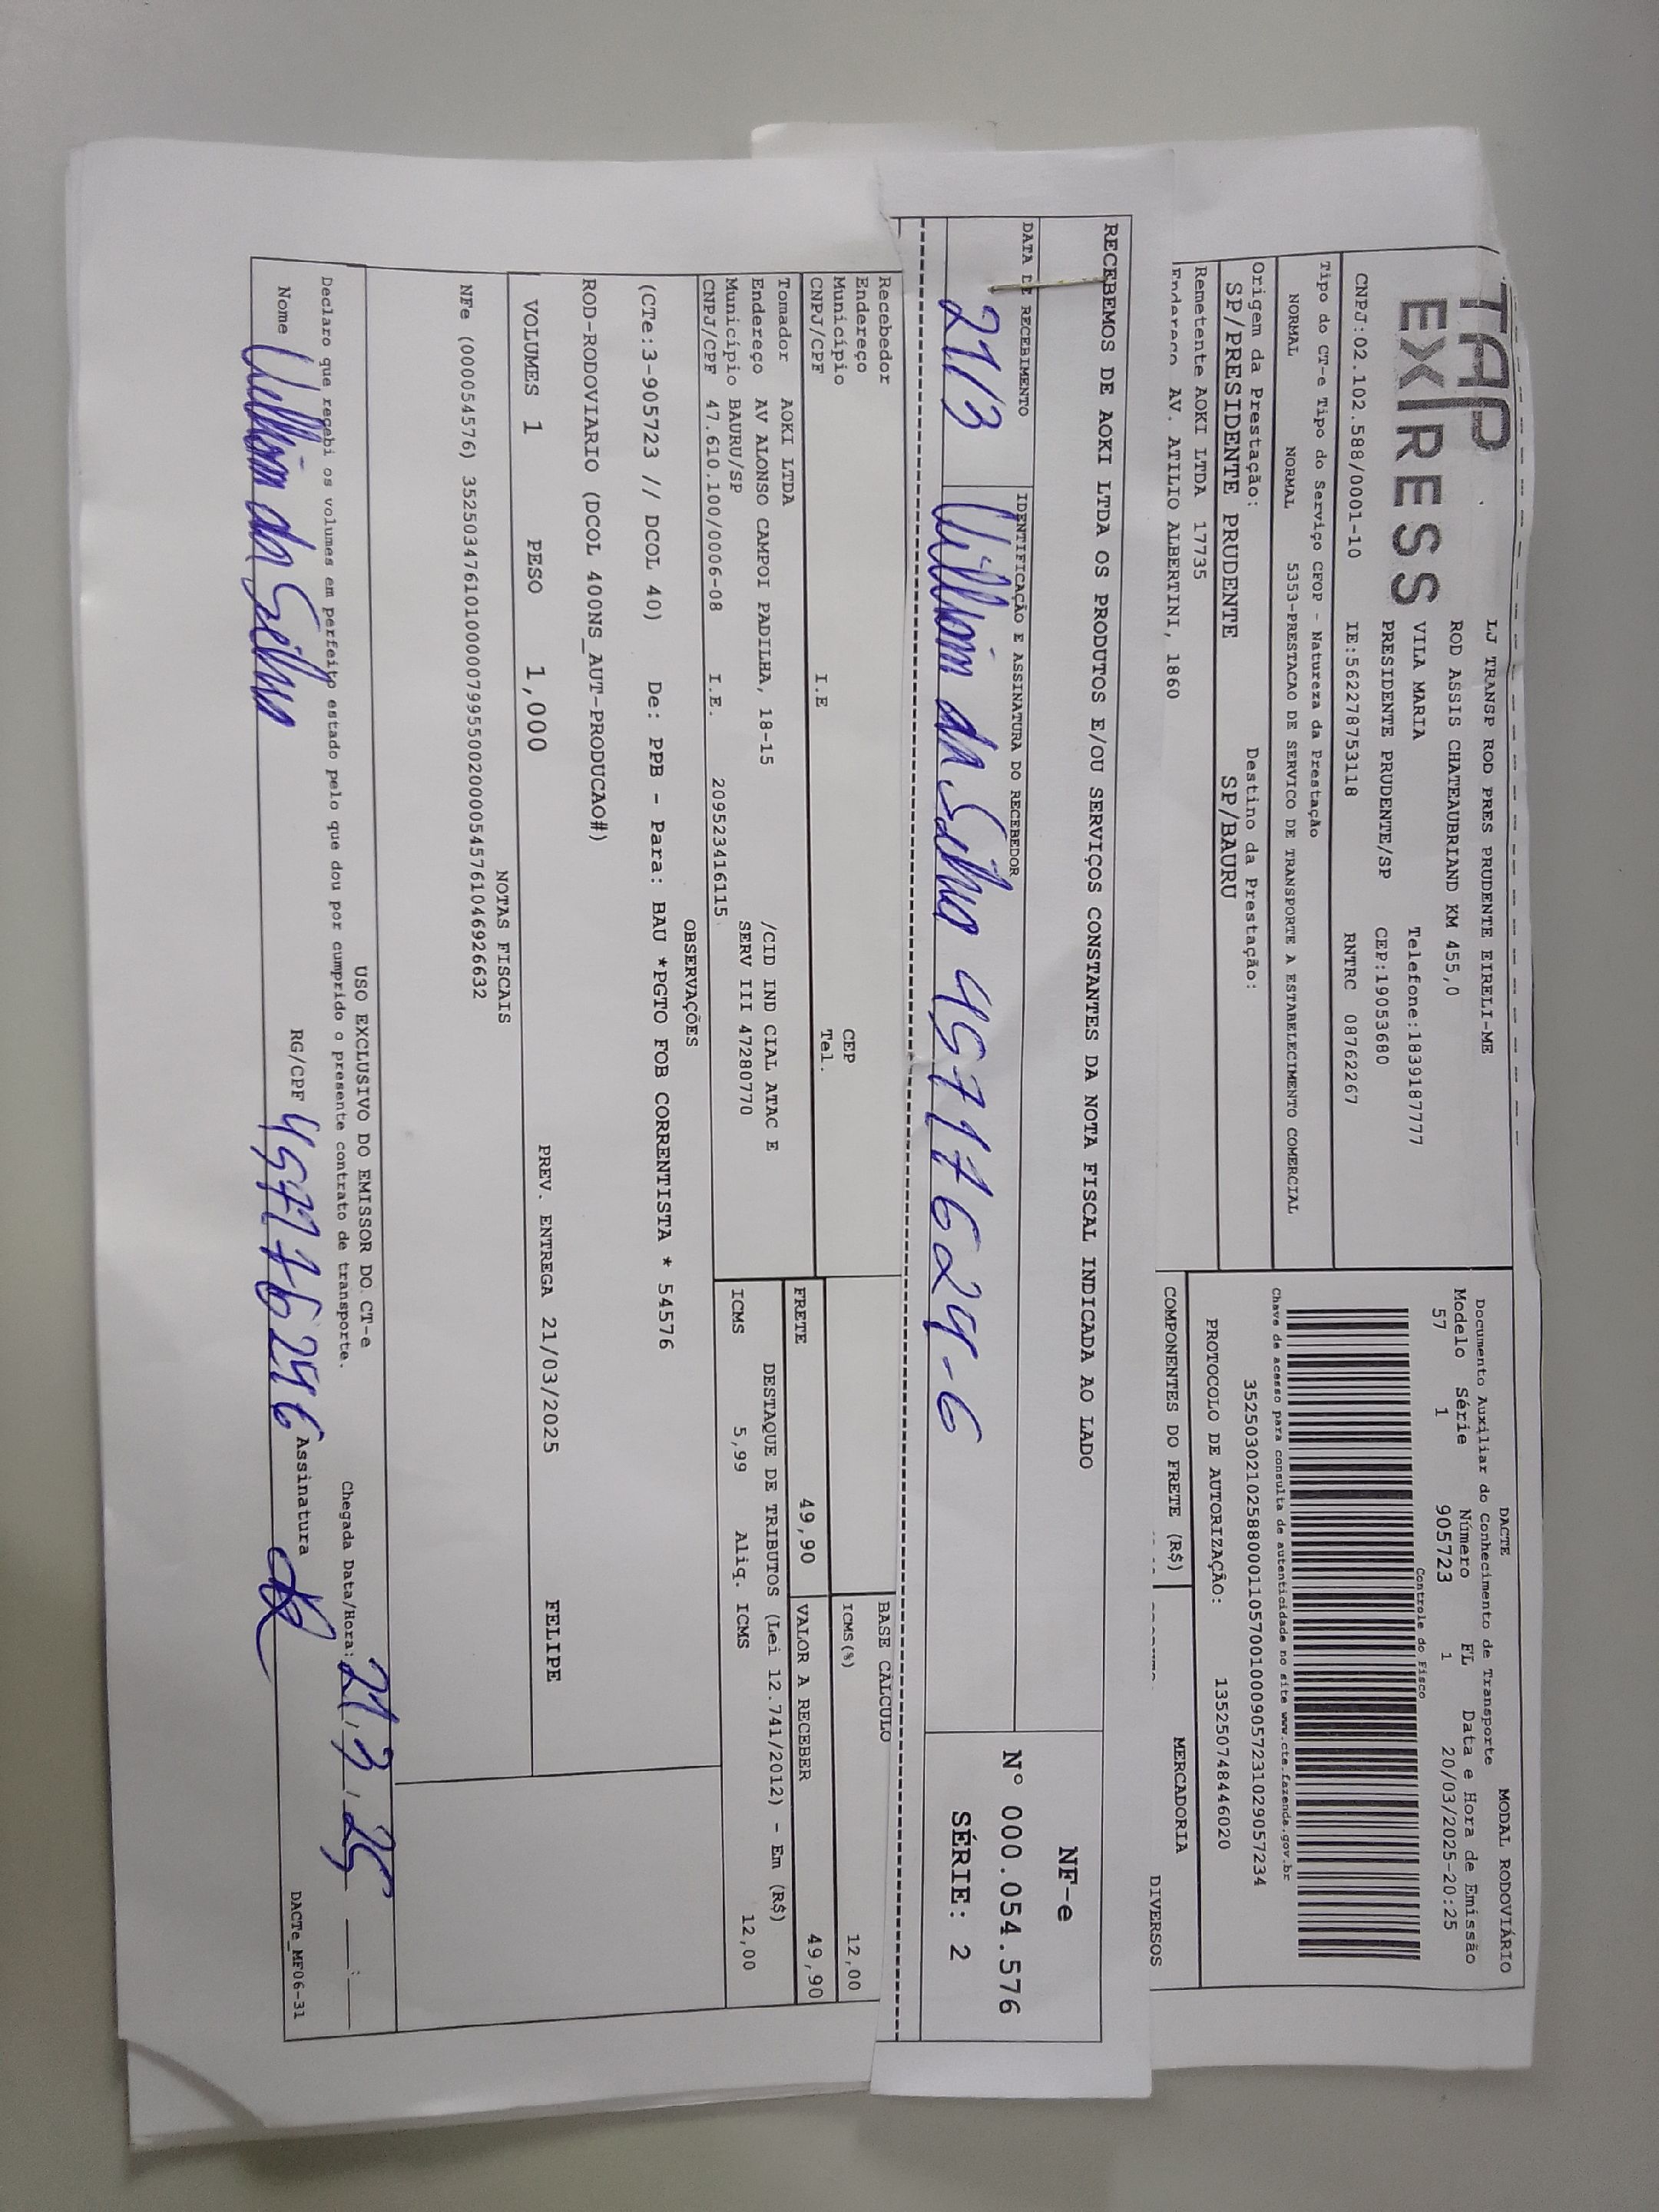 TAP EXPRESS
LJ TRANSP ROD PRES PRUDENTE EIRELI-ME
ROD ASSIS CHATEAUBRIAND KM 455,0
VILA MARIA Telefone:1839187777
PRESIDENTE PRUDENTE/SP CEP:19053680
CNPJ:02.102.588/0001-10 IE:562278753118 RNTRC 08762267
Tipo do CT-e Tipo do Serviço CFOP - Natureza da Prestação
NORMAL NORMAL 5353-PRESTACAO DE SERVICO DE TRANSPORTE A ESTABELECIMENTO COMERCIAL
Origem da Prestação: Destino da Prestação:
SP/PRESIDENTE PRUDENTE SP/BAURU
Remetente AOKI LTDA 17735
Endereço AV. ATILIO ALBERTINI, 1860
DACTE MODAL RODOVIÁRIO
Documento Auxiliar do Conhecimento de Transporte
Modelo Série Número FL Data e Hora de Emissão
57 1 905723 1 20/03/2025-20:25
Controle do Fisco
Chave de acesso para consulta de autenticidade no site www.cte.fazenda.gov.br
35250302102588000110570010009057231029057234
PROTOCOLO DE AUTORIZAÇÃO: 135250748446020
COMPONENTES DO FRETE (R$) MERCADORIA
DIVERSOS
RECEBEMOS DE AOKI LTDA OS PRODUTOS E/OU SERVIÇOS CONSTANTES DA NOTA FISCAL INDICADA AO LADO
DATA DE RECEBIMENTO IDENTIFICAÇÃO E ASSINATURA DO RECEBEDOR
21/3 Willian da Silva 45717624-6
NF-e
Nº 000.054.576
SÉRIE: 2
Recebedor
Endereço
Município CEP
CNPJ/CPF I.E Tel.
BASE CÁLCULO
ICMS(%) 12,00
Tomador AOKI LTDA
Endereço AV ALONSO CAMPOI PADILHA, 18-15 /CID IND CIAL ATAC E
Município BAURU/SP SERV III 47280770
CNPJ/CPF 47.610.100/0006-08 I.E. 209523416115
FRETE 49,90 VALOR A RECEBER 49,90
DESTAQUE DE TRIBUTOS (Lei 12.741/2012) - Em (R$)
ICMS 5,99 Aliq. ICMS 12,00
OBSERVAÇÕES
(CTe:3-905723 // DCOL 40) De: PPB - Para: BAU *PGTO FOB CORRENTISTA * 54576
ROD-RODOVIARIO (DCOL 400NS_AUT-PRODUCAO#)
VOLUMES 1 PESO 1,000 PREV. ENTREGA 21/03/2025 FELIPE
NOTAS FISCAIS
NFe (000054576) 35250347610100000799550020000545761046926632
USO EXCLUSIVO DO EMISSOR DO CT-e
Declaro que recebi os volumes em perfeito estado pelo que dou por cumprido o presente contrato de transporte. Chegada Data/Hora: 21/3/25
Nome Willian da Silva RG/CPF 457176246 Assinatura
DACTe_MF06-31